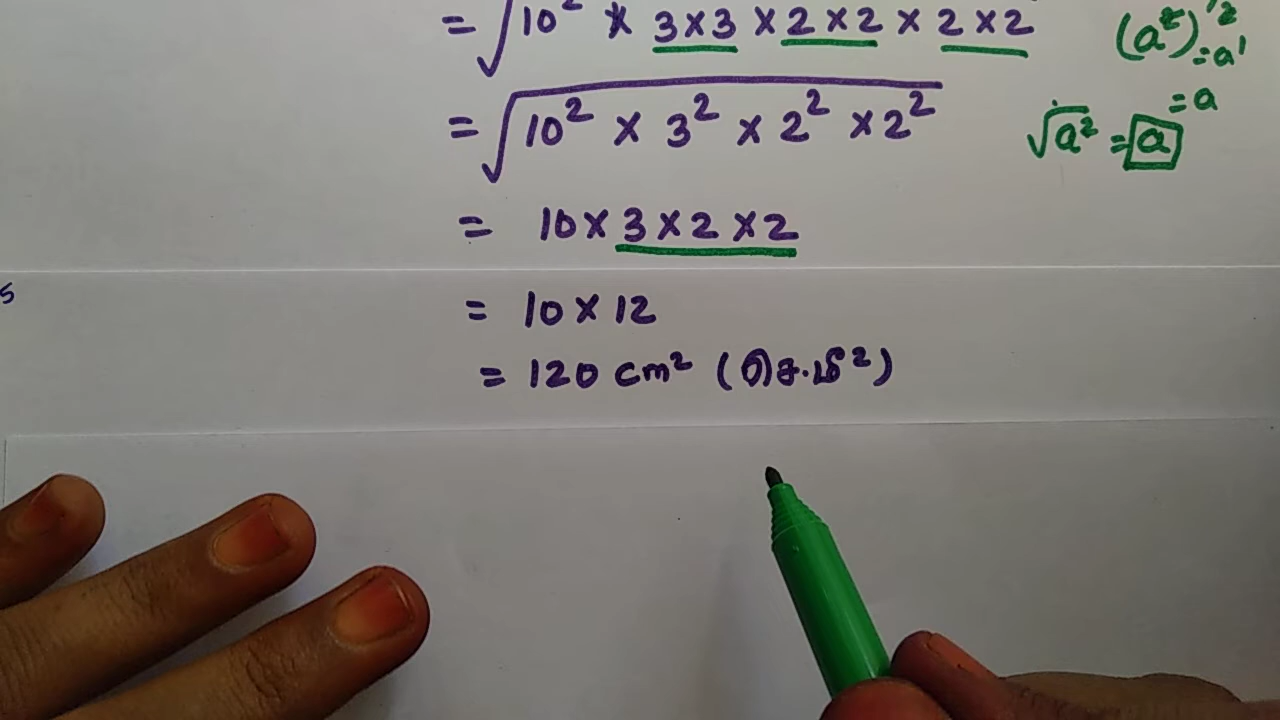 = √10² × 3×3 × 2×2 × 2×2
(a²)^1/2
= a¹
= √10² × 3² × 2² × 2²
= a
√a² = a
= 10×3×2×2
= 10×12
= 120 cm² (செ.மீ²)